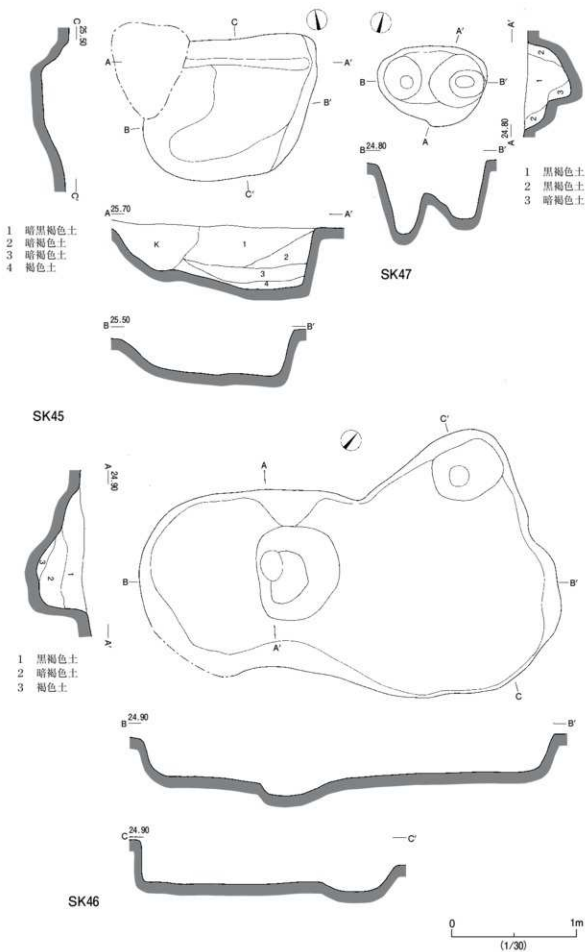 C 25.50
C'
C
A
A'
B'
B
C'
1 暗黒褐色土
2 暗褐色土
3 暗褐色土
4 褐色土
A 25.70
A'
K
1
2
3
4
B 25.50
B'
SK45
A'
B
B'
A
A'
2
1
3
2
A 24.80
1 黒褐色土
2 黒褐色土
3 暗褐色土
B 24.80
B'
SK47
A 24.90
3
2
1
A'
1 黒褐色土
2 暗褐色土
3 褐色土
A
C'
B
B'
A'
C
B 24.90
B'
C 24.90
C'
SK46
0
1m
(1/30)